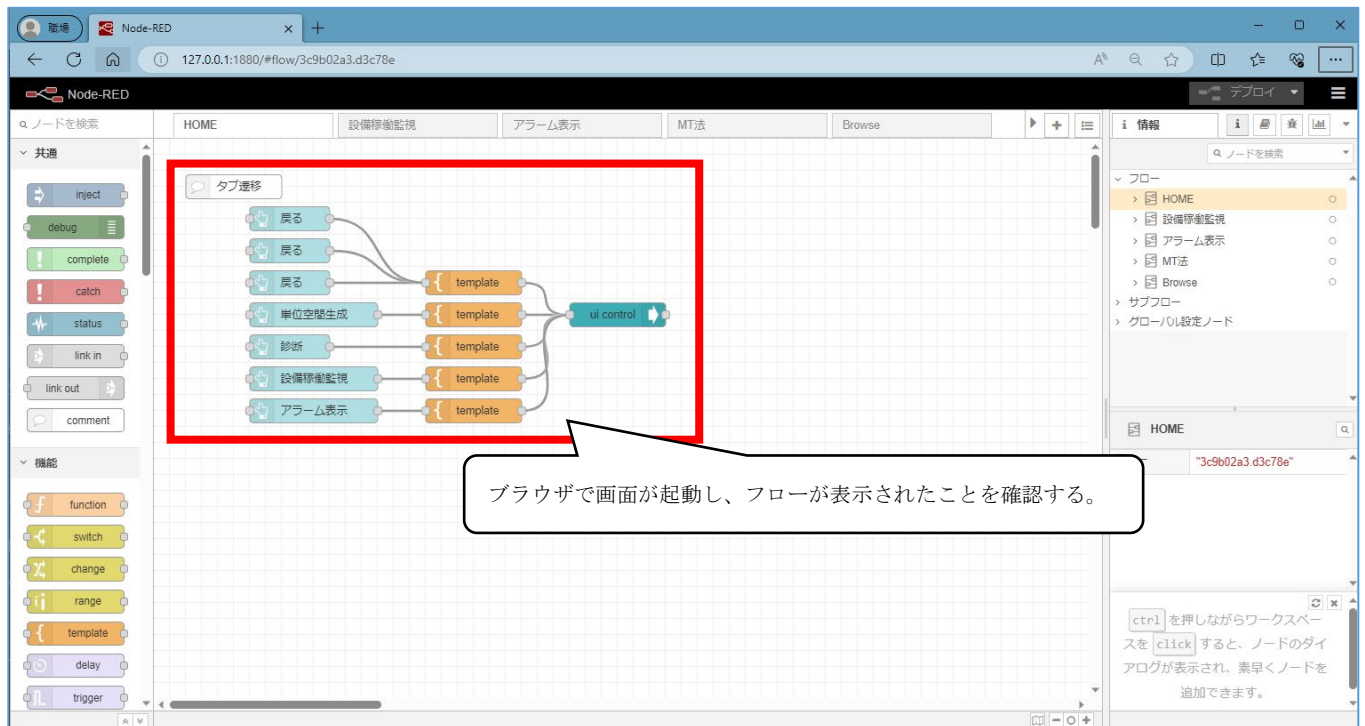 職場
Node-RED
127.0.0.1:1880/#flow/3c9b02a3.d3c78e
Node-RED
デプロイ
ノードを検索
HOME
設備稼働監視
アラーム表示
MT法
Browse
情報
共通
inject
debug
complete
catch
status
link in
link out
comment
機能
function
switch
change
range
template
delay
trigger
タブ遷移
戻る
戻る
戻る
template
単位空間生成
template
ui control
診断
template
設備稼働監視
template
アラーム表示
template
ブラウザで画面が起動し、フローが表示されたことを確認する。
ノードを検索
フロー
HOME
設備稼働監視
アラーム表示
MT法
Browse
サブフロー
グローバル設定ノード
HOME
"3c9b02a3.d3c78e"
ctrl を押しながらワークスペー
スを click すると、ノードのダイ
アログが表示され、素早くノードを
追加できます。